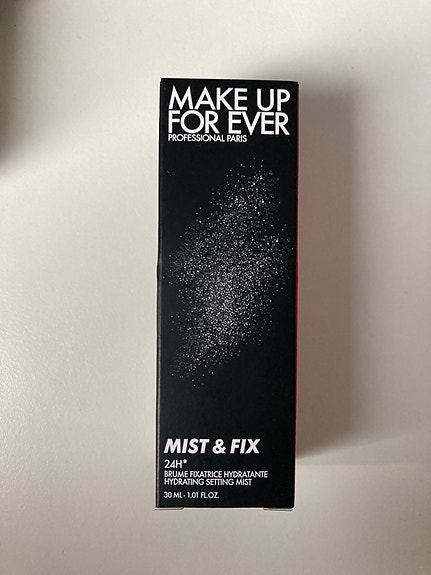 MAKE UP
FOR EVER
PROFESSIONAL PARIS
MIST & FIX
24H*
BRUME FIXATRICE HYDRATANTE
HYDRATING SETTING MIST
30 ML - 1.01 FL.OZ.